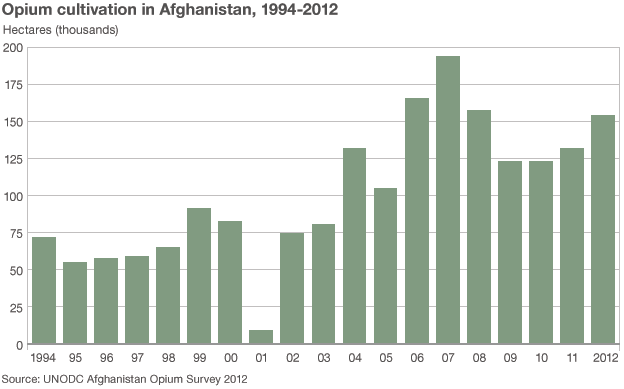 Opium cultivation in Afghanistan, 1994-2012
Hectares (thousands)
200
175
150
125
100
75
50
25
0
1994 95 96 97 98 99 00 01 02 03 04 05 06 07 08 09 10 11 2012
Source: UNODC Afghanistan Opium Survey 2012